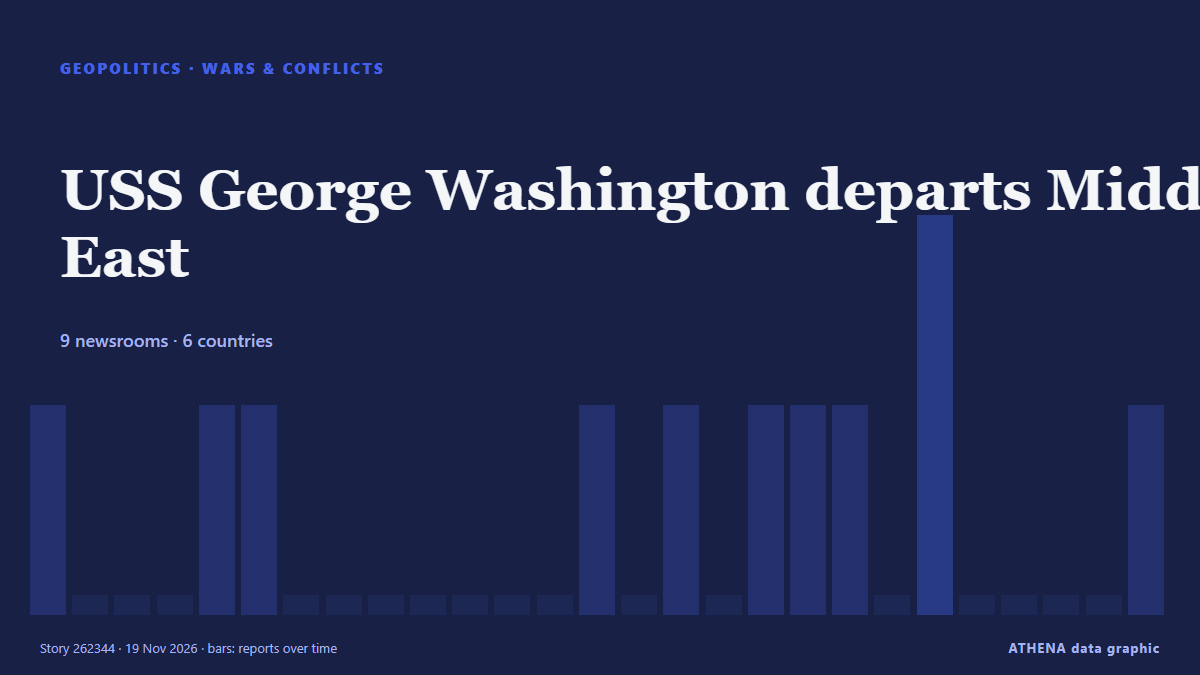 GEOPOLITICS · WARS & CONFLICTS
USS George Washington departs Midd
East
9 newsrooms · 6 countries
Story 262344 · 19 Nov 2026 · bars: reports over time
ATHENA data graphic